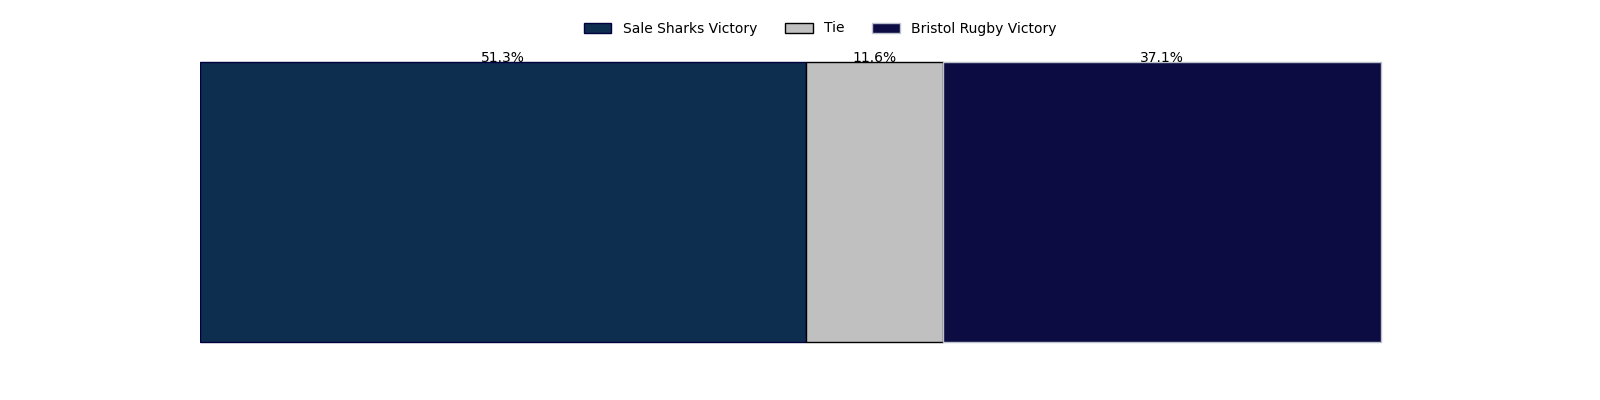 Sale Sharks Victory Tie Bristol Rugby Victory
51.3% 11.6% 37.1%